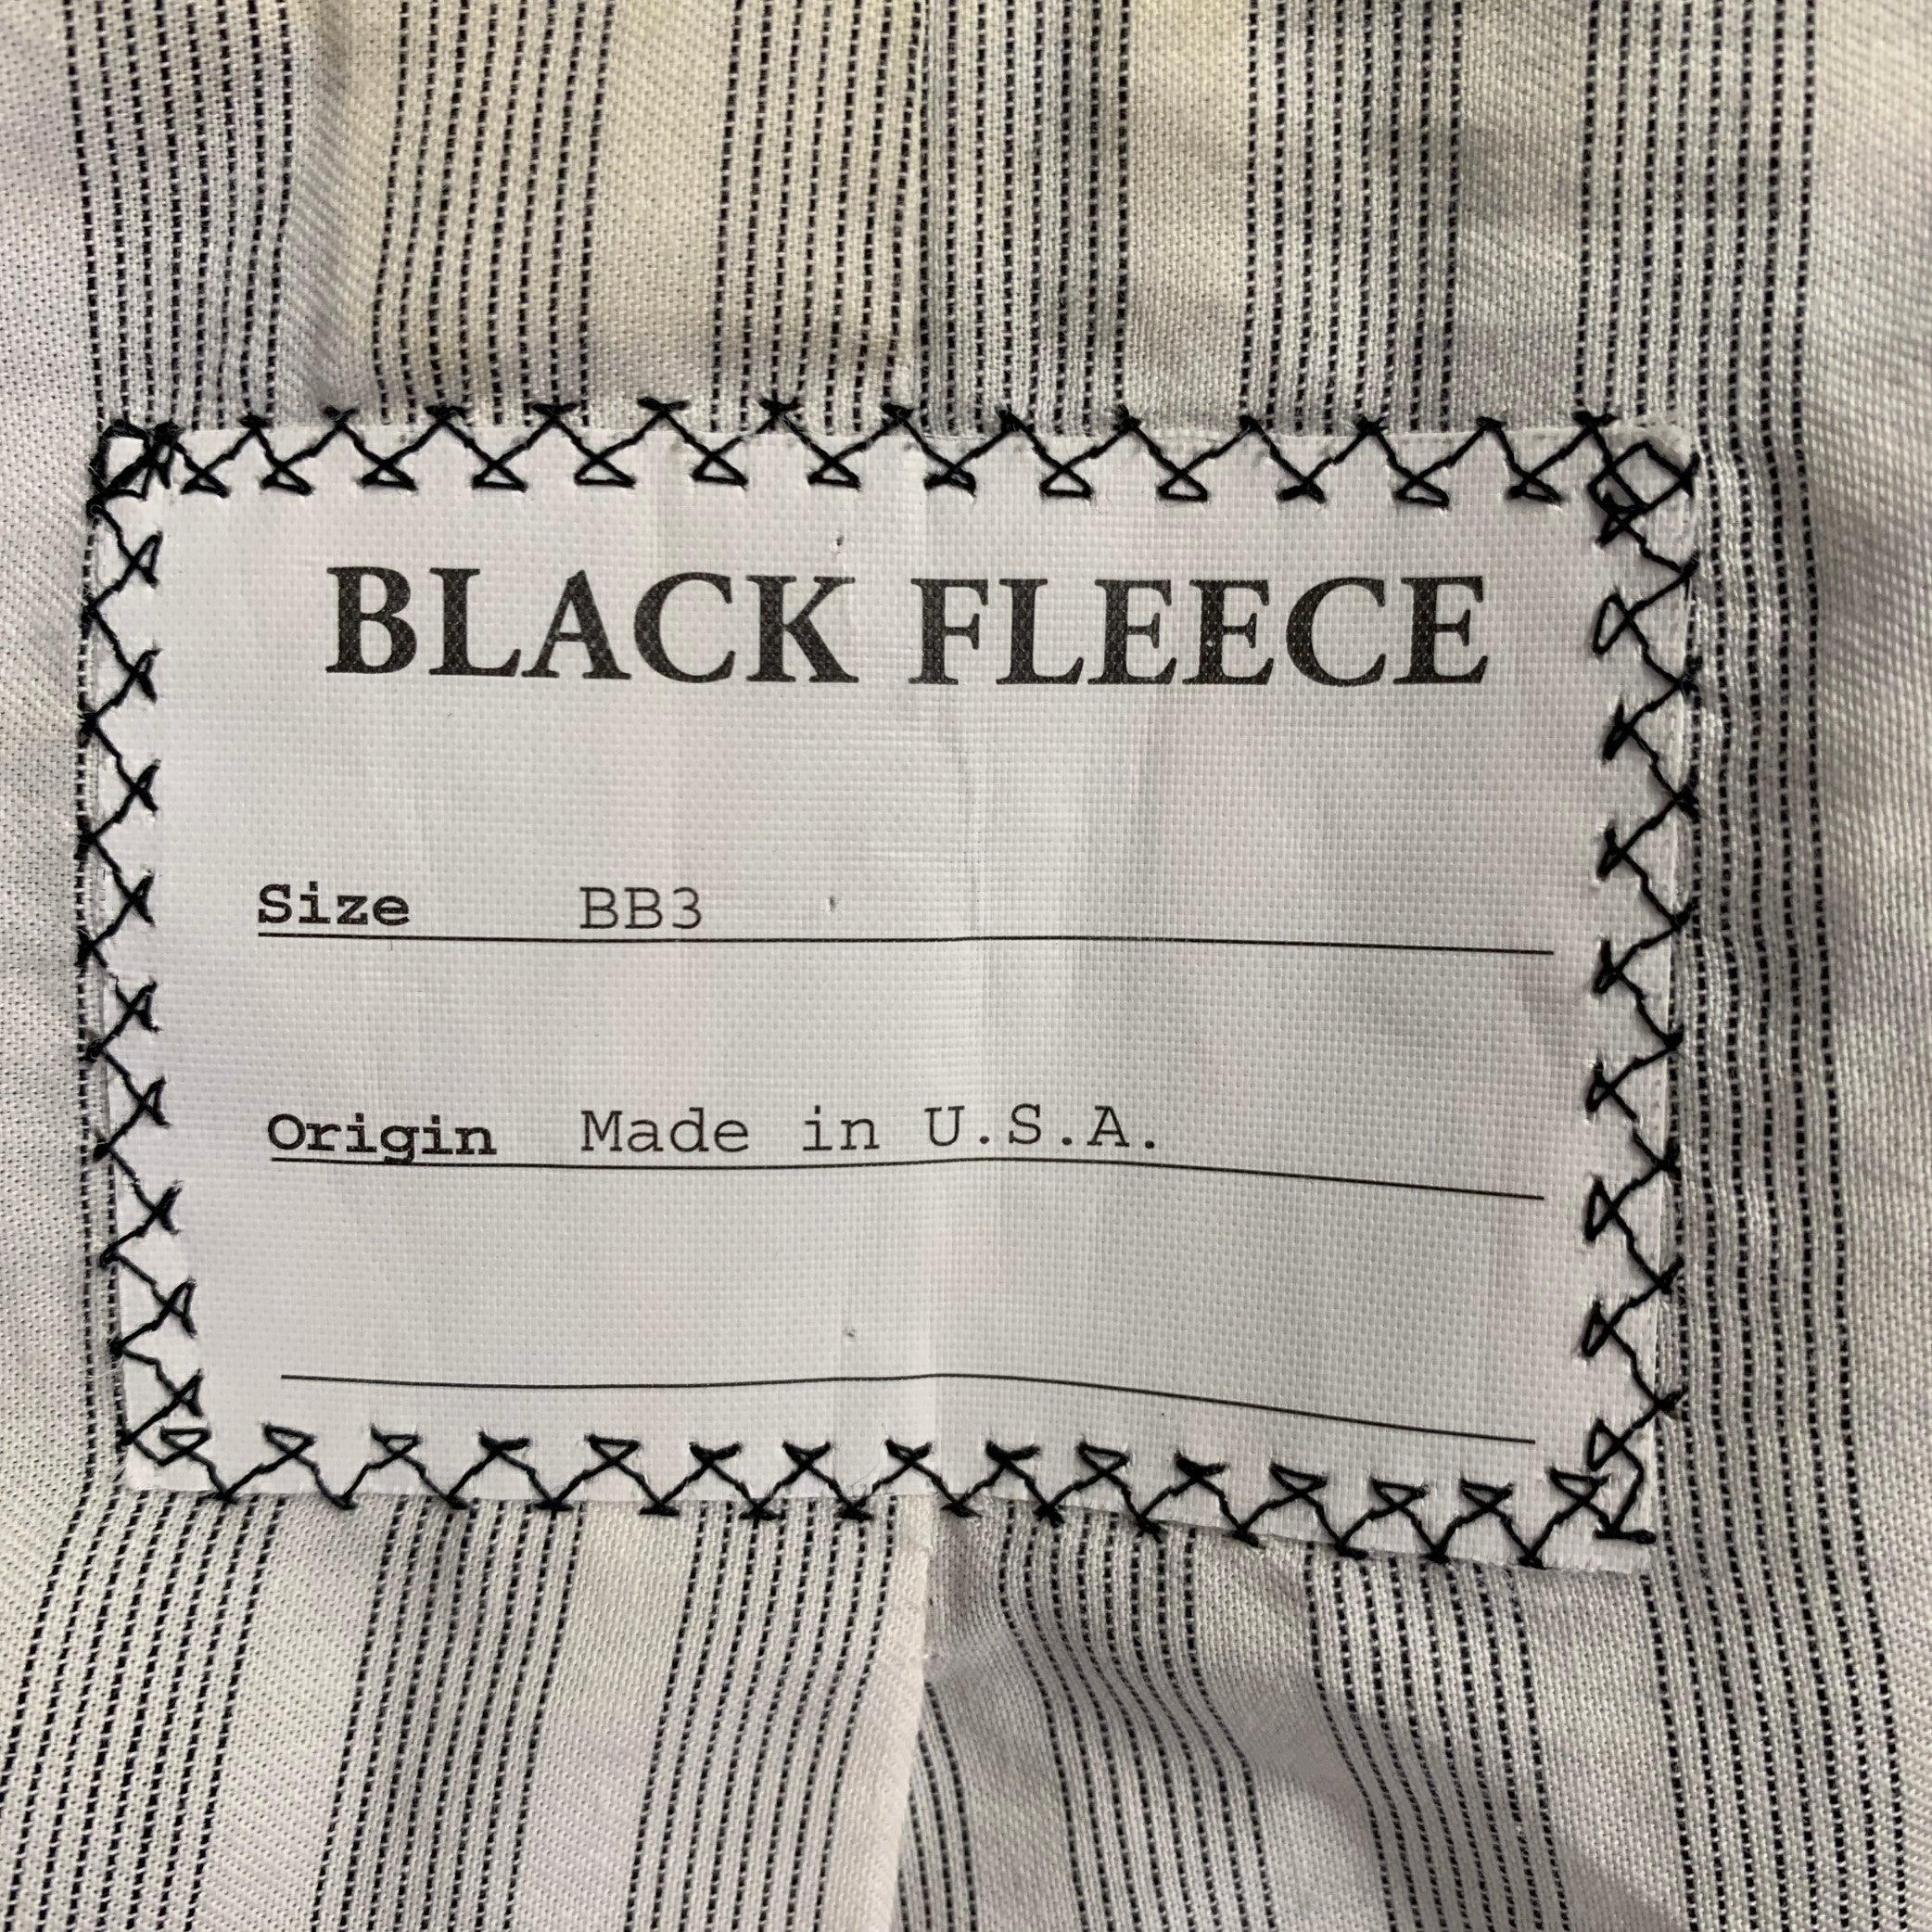 BLACK FLEECE
Size BB3
Origin Made in U.S.A.